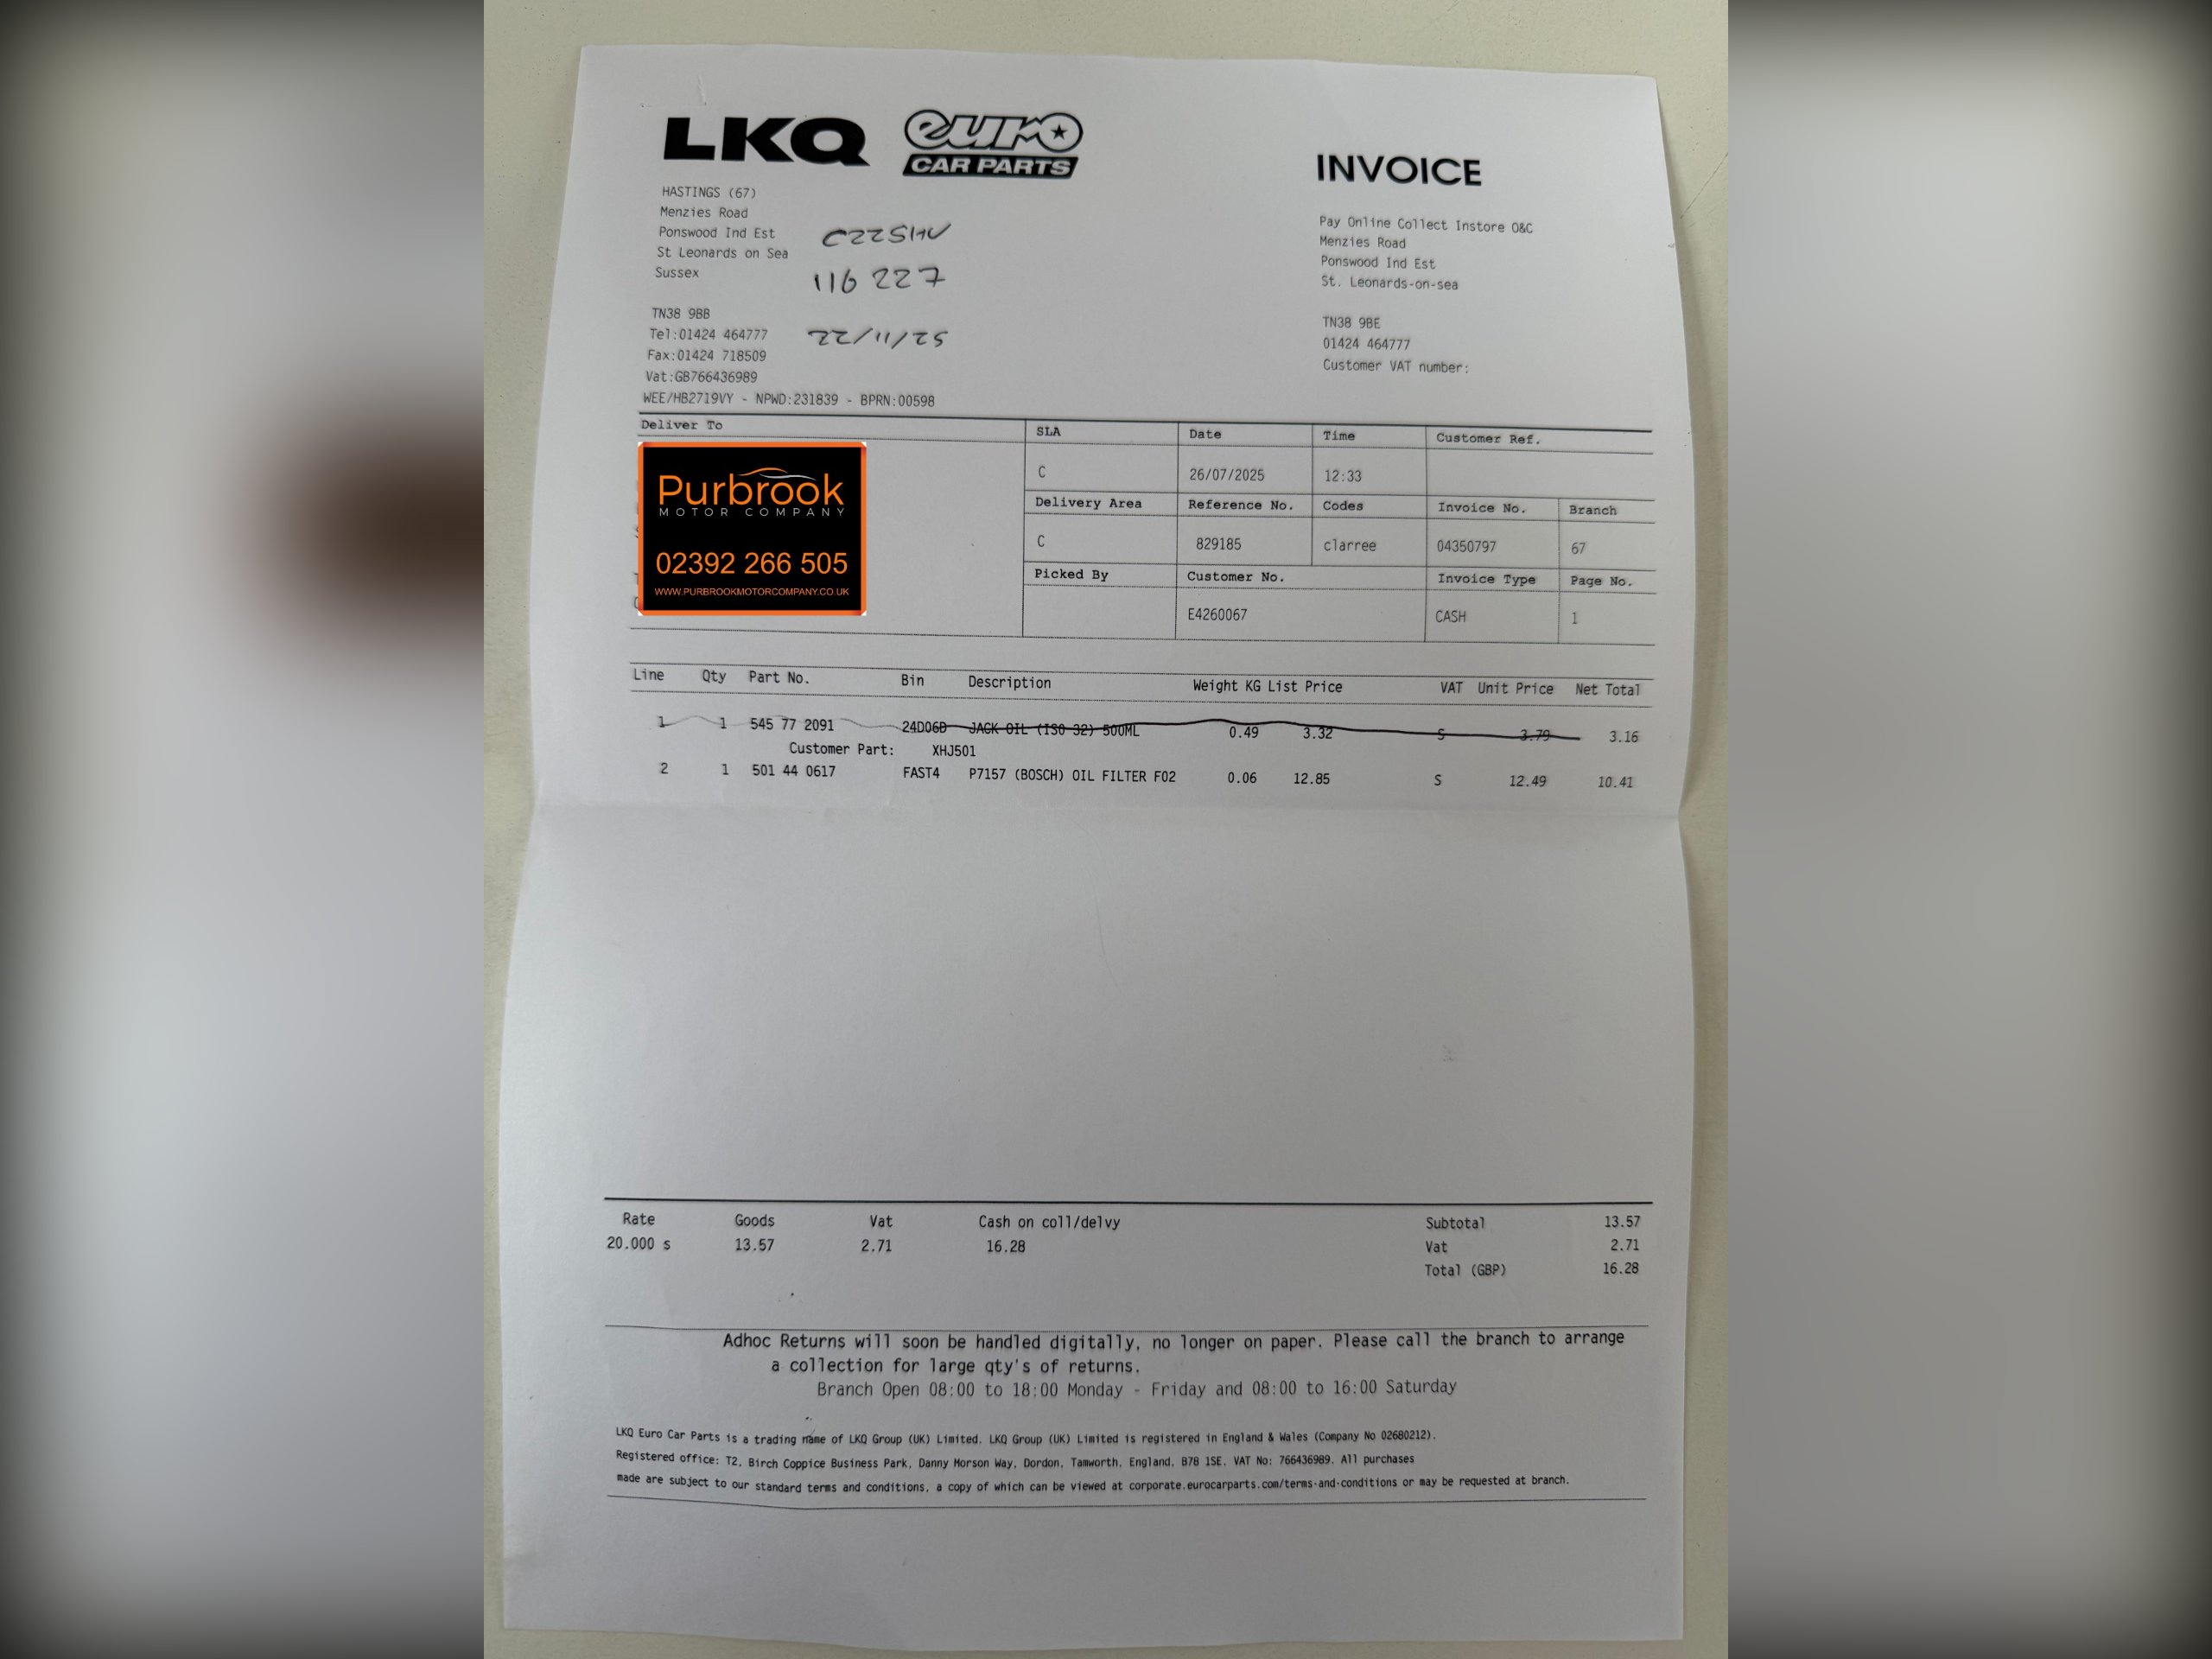 LKQ euro CAR PARTS
INVOICE
HASTINGS (67)
Menzies Road
Ponswood Ind Est
St Leonards on Sea
Sussex
TN38 9BB
Tel:01424 464777
Fax:01424 718509
Vat:GB766436989
WEE/HB2719VY - NPWD:231839 - BPRN:00598
116 227
22/11/25
Pay Online Collect Instore O&C
Menzies Road
Ponswood Ind Est
St. Leonards-on-sea
TN38 9BE
01424 464777
Customer VAT number:
Deliver To
Purbrook
MOTOR COMPANY
02392 266 505
WWW.PURBROOKMOTORCOMPANY.CO.UK
SLA Date Time Customer Ref.
C 26/07/2025 12:33
Delivery Area Reference No. Codes Invoice No. Branch
C 829185 clarree 04350797 67
Picked By Customer No. Invoice Type Page No.
E4260067 CASH 1
Line Qty Part No. Bin Description Weight KG List Price VAT Unit Price Net Total
1 1 545 77 2091 24D06B JACK OIL (ISO 32) 500ML 0.49 3.32 S 3.79 3.16
Customer Part: XHJ501
2 1 501 44 0617 FAST4 P7157 (BOSCH) OIL FILTER F02 0.06 12.85 S 12.49 10.41
Rate Goods Vat Cash on coll/delvy Subtotal 13.57
20.000 s 13.57 2.71 16.28 Vat 2.71
Total (GBP) 16.28
Adhoc Returns will soon be handled digitally, no longer on paper. Please call the branch to arrange
a collection for large qty's of returns.
Branch Open 08:00 to 18:00 Monday - Friday and 08:00 to 16:00 Saturday
LKQ Euro Car Parts is a trading name of LKQ Group (UK) Limited. LKQ Group (UK) Limited is registered in England & Wales (Company No 02680212).
Registered office: T2, Birch Coppice Business Park, Danny Morson Way, Dordon, Tamworth, England, B78 1SE. VAT No: 766436989. All purchases
made are subject to our standard terms and conditions, a copy of which can be viewed at corporate.eurocarparts.com/terms-and-conditions or may be requested at branch.